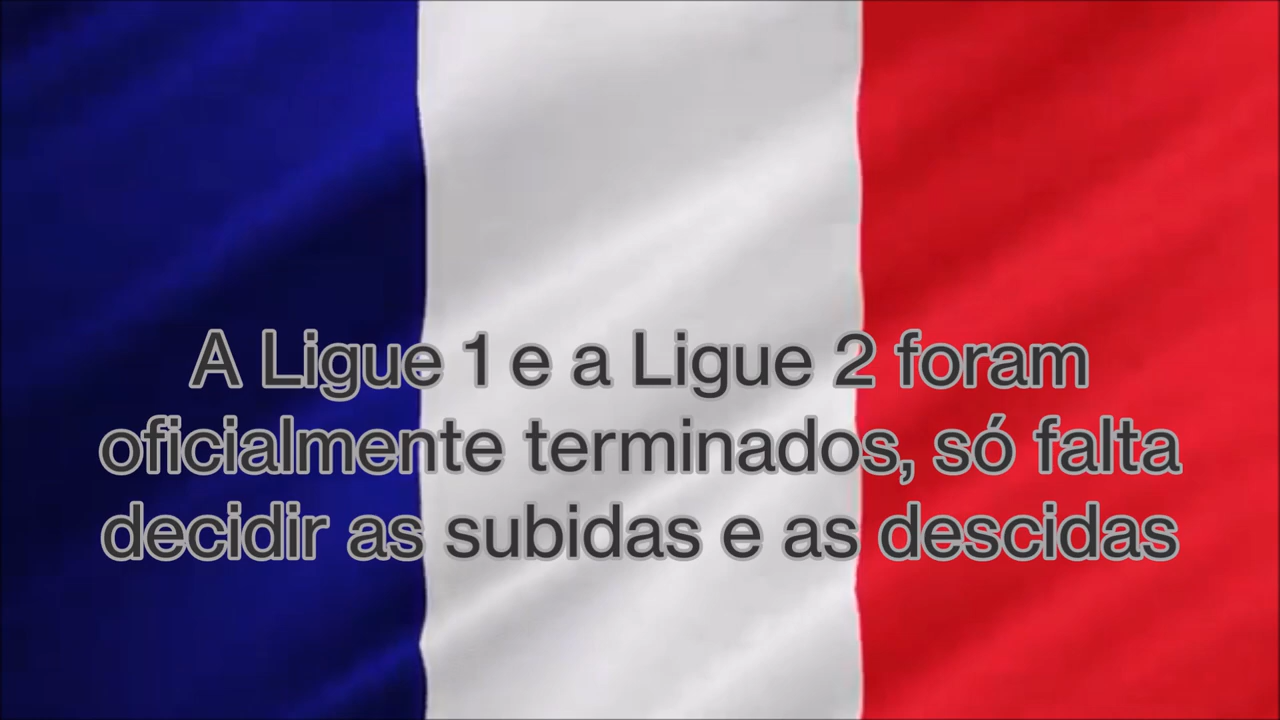 A Ligue 1 e a Ligue 2 foram
oficialmente terminados, só falta
decidir as subidas e as descidas